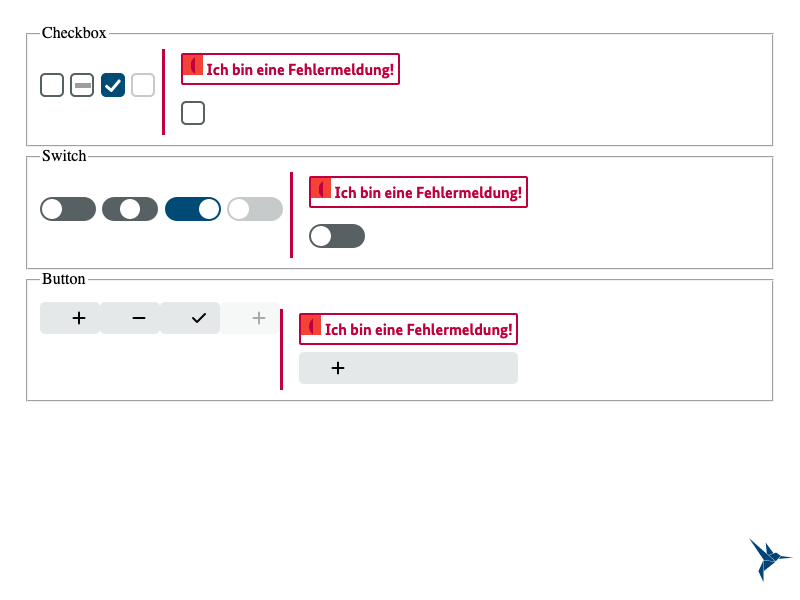 Checkbox
Ich bin eine Fehlermeldung!
Switch
Ich bin eine Fehlermeldung!
Button
Ich bin eine Fehlermeldung!